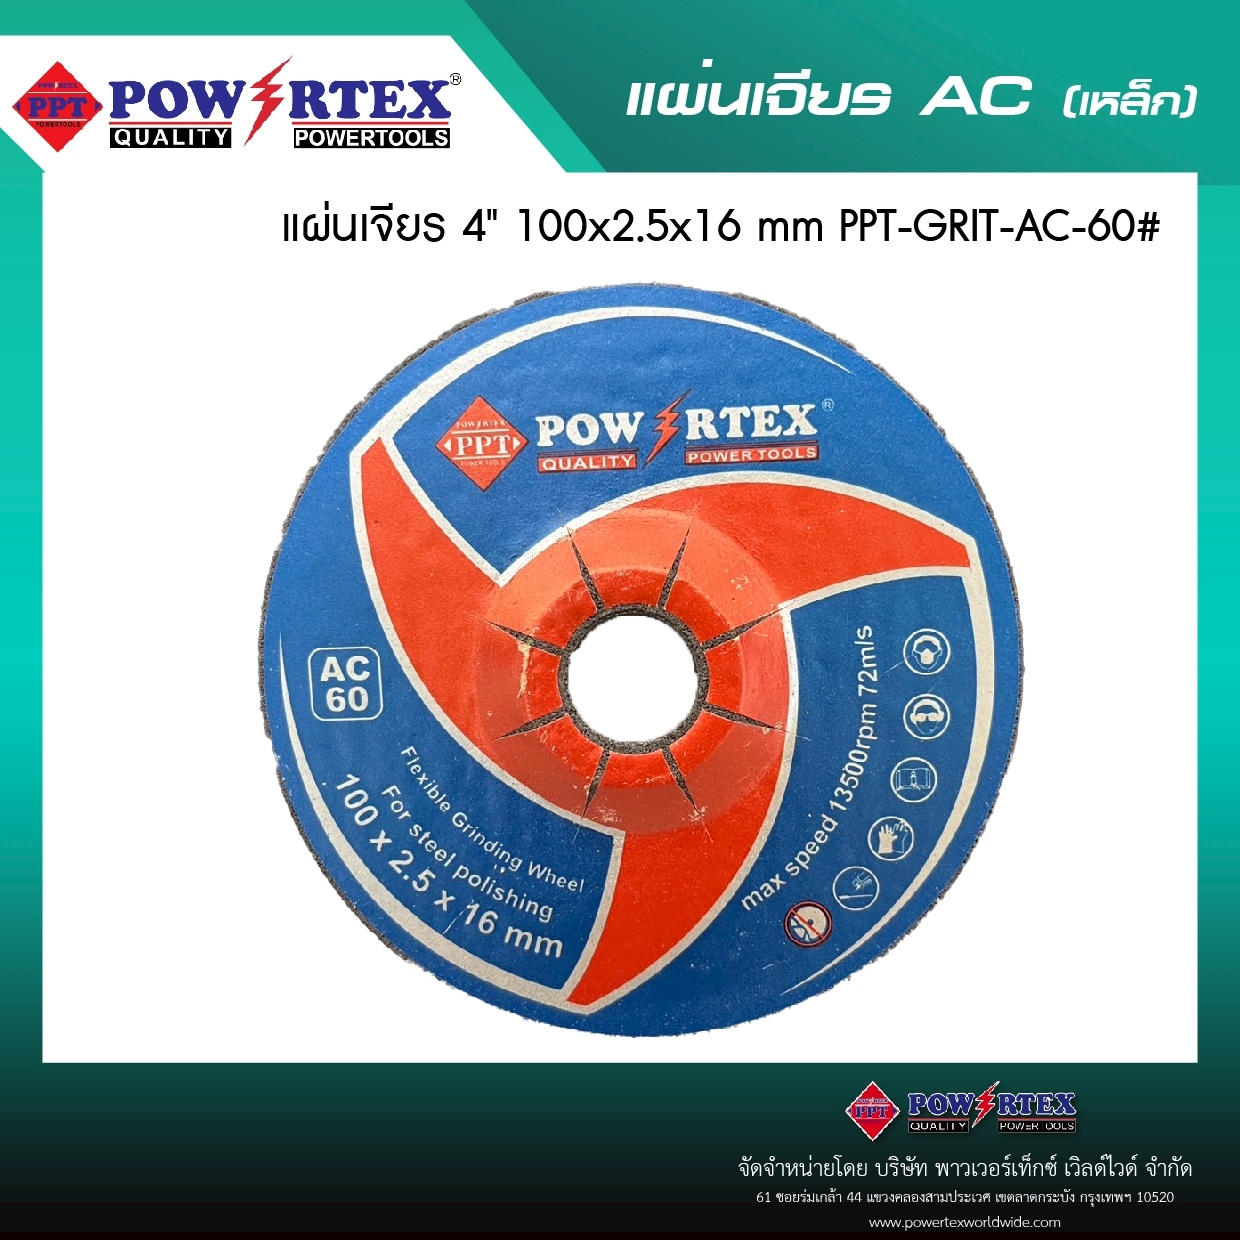 POWERTEX®
PPT
POWERTEX
POWERTOOLS
QUALITY POWERTOOLS
แผ่นเจียร AC (เหล็ก)
แผ่นเจียร 4" 100x2.5x16 mm PPT-GRIT-AC-60#
POWERTEX
PPT
POWER TOOLS
POWERTEX®
QUALITY POWER TOOLS
AC
60
Flexible Grinding Wheel
For steel polishing
100 x 2.5 x 16 mm
max speed 13500rpm 72m/s
PPT
POWERTEX
QUALITY POWERTOOLS
จัดจำหน่ายโดย บริษัท พาวเวอร์เท็กซ์ เวิลด์ไวด์ จำกัด
61 ซอยร่มเกล้า 44 แขวงคลองสามประเวศ เขตลาดกระบัง กรุงเทพฯ 10520
www.powertexworldwide.com